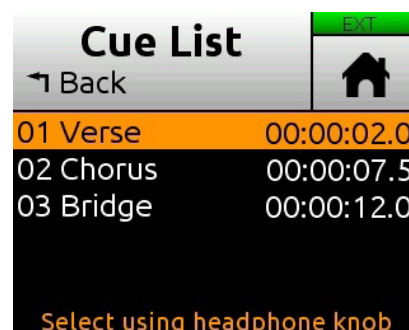 Cue List
EXT
Back
01 Verse 00:00:02.0
02 Chorus 00:00:07.5
03 Bridge 00:00:12.0
Select using headphone knob